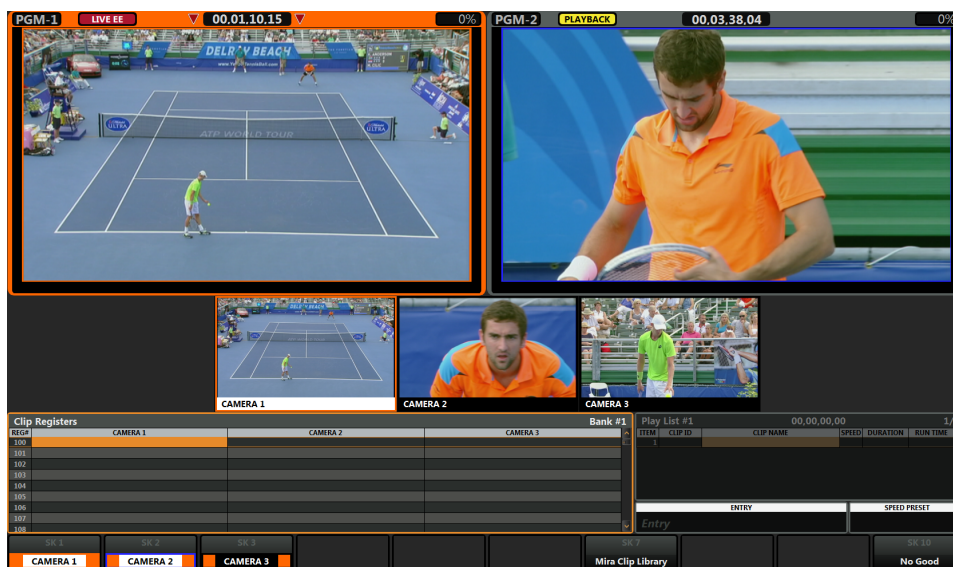 PGM-1 LIVE EE 00.01.10.15 0%
PGM-2 PLAYBACK 00.03.38.04 0%
DELRAY BEACH
ULTRA
ATP WORLD TOUR
ULTRA
DELRAY BEACH
CAMERA 1
CAMERA 2
CAMERA 3
Clip Registers Bank #1
REG# CAMERA 1 CAMERA 2 CAMERA 3
100
101
102
103
104
105
106
107
108
Play List #1 00,00,00,00 1/
ITEM CLIP ID CLIP NAME SPEED DURATION RUN TIME
1
ENTRY SPEED PRESET
Entry
SK 1 SK 2 SK 3 SK 7 SK 10
CAMERA 1 CAMERA 2 CAMERA 3 Mira Clip Library No Good